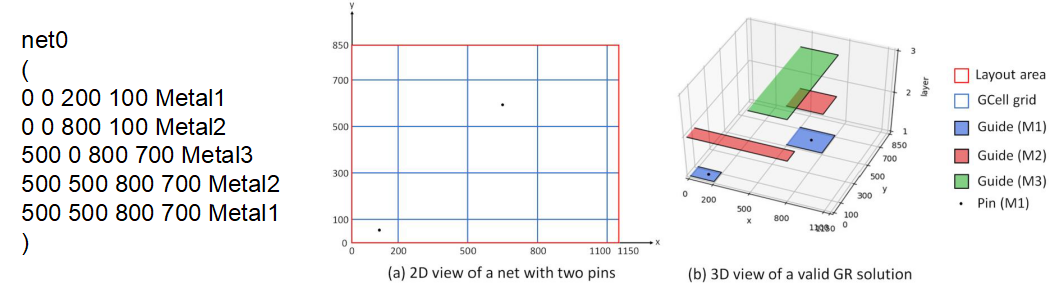 net0
(
0 0 200 100 Metal1
0 0 800 100 Metal2
500 0 800 700 Metal3
500 500 800 700 Metal2
500 500 800 700 Metal1
)
y
850
700
500
300
100
0
0 200 500 800 1100 1150 x
(a) 2D view of a net with two pins
3
2
1
layer
850
700
500
300
100
0
y
0
200
500
800
1100
1150
x
(b) 3D view of a valid GR solution
Layout area
GCell grid
Guide (M1)
Guide (M2)
Guide (M3)
Pin (M1)